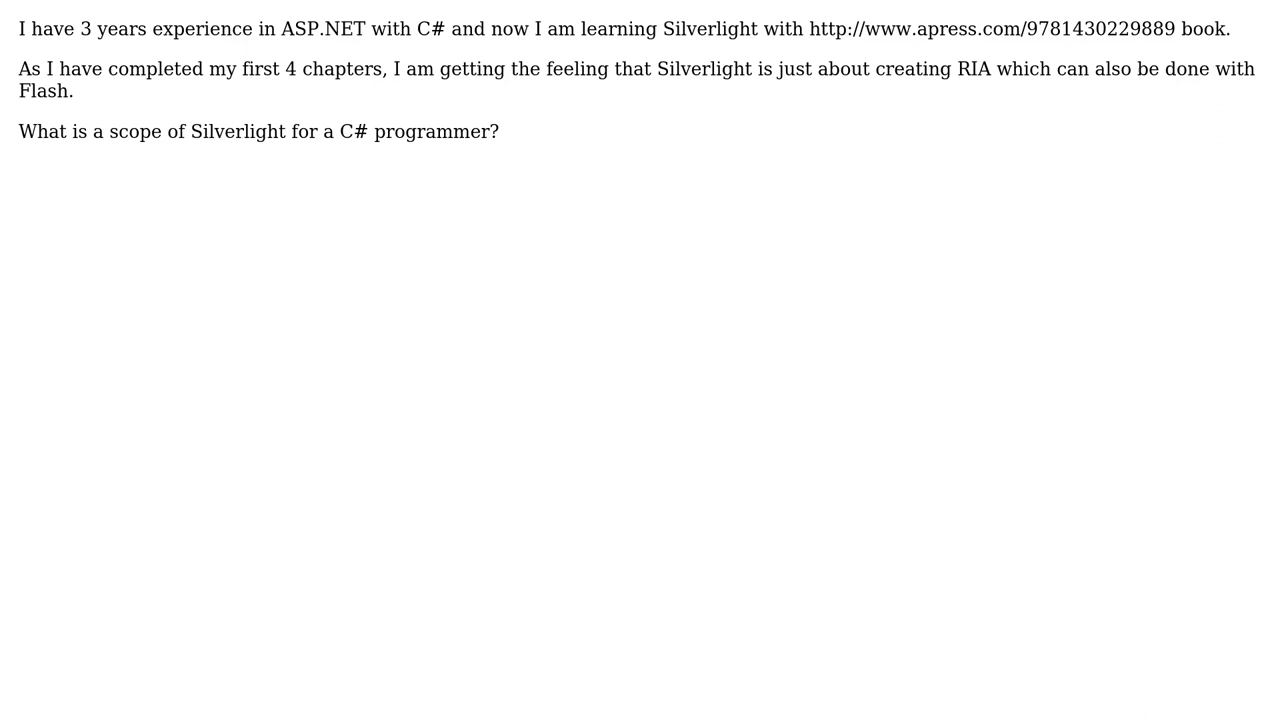 I have 3 years experience in ASP.NET with C# and now I am learning Silverlight with http://www.apress.com/9781430229889 book.
As I have completed my first 4 chapters, I am getting the feeling that Silverlight is just about creating RIA which can also be done with
Flash.
What is a scope of Silverlight for a C# programmer?